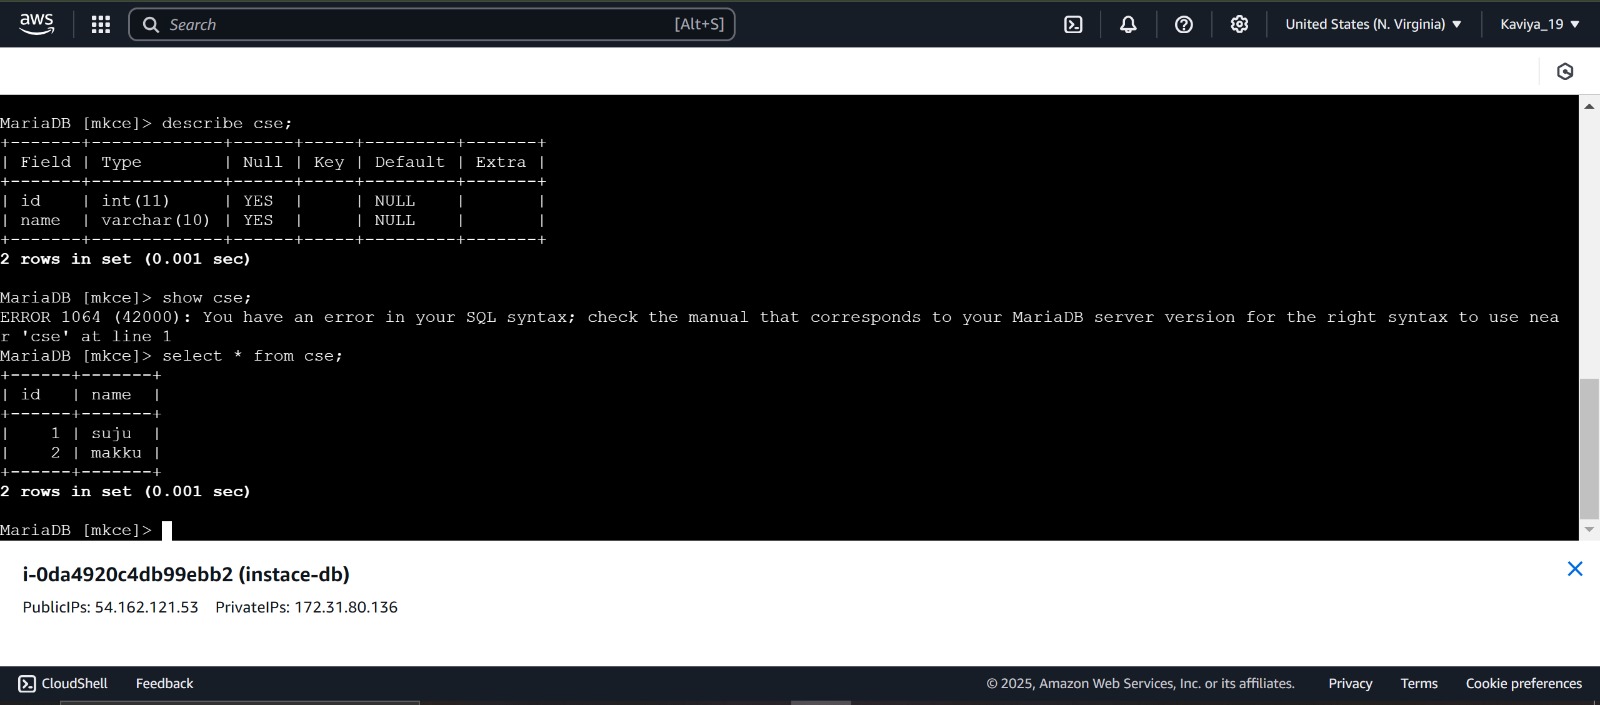 aws Search [Alt+S] United States (N. Virginia) ▼ Kaviya_19 ▼
MariaDB [mkce]> describe cse;
+-------+-------------+------+-----+---------+-------+
| Field | Type        | Null | Key | Default | Extra |
+-------+-------------+------+-----+---------+-------+
| id    | int(11)     | YES  |     | NULL    |       |
| name  | varchar(10) | YES  |     | NULL    |       |
+-------+-------------+------+-----+---------+-------+
2 rows in set (0.001 sec)
MariaDB [mkce]> show cse;
ERROR 1064 (42000): You have an error in your SQL syntax; check the manual that corresponds to your MariaDB server version for the right syntax to use nea
r 'cse' at line 1
MariaDB [mkce]> select * from cse;
+------+-------+
| id   | name  |
+------+-------+
|    1 | suju  |
|    2 | makku |
+------+-------+
2 rows in set (0.001 sec)
MariaDB [mkce]>
i-0da4920c4db99ebb2 (instace-db)
PublicIPs: 54.162.121.53 PrivateIPs: 172.31.80.136
CloudShell Feedback © 2025, Amazon Web Services, Inc. or its affiliates. Privacy Terms Cookie preferences